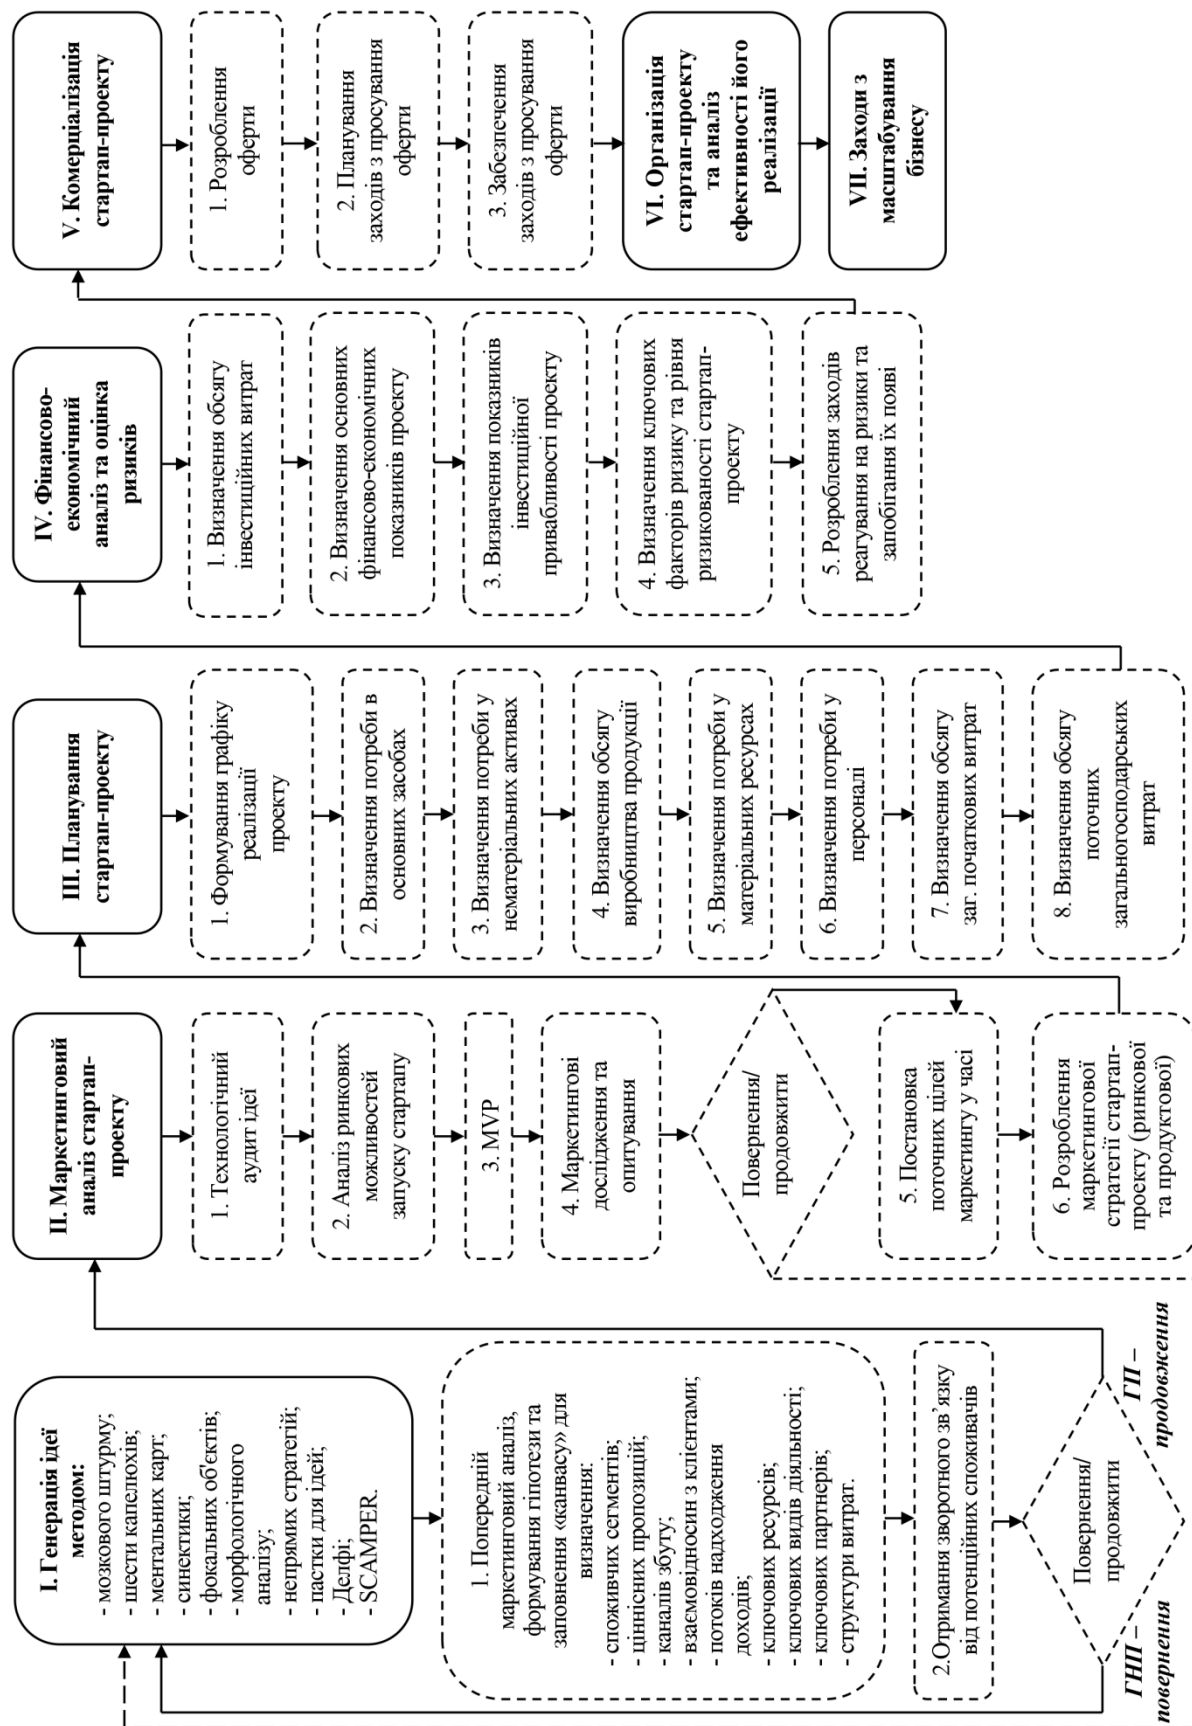 І. Генерація ідеї
методом:
- мозкового штурму;
- шести капелюхів;
- ментальних карт;
- синектики;
- фокальних об'єктів;
- морфологічного
аналізу;
- непрямих стратегій;
- пастки для ідей;
- Делфі;
- SCAMPER.
1. Попередній
маркетинговий аналіз,
формування гіпотези та
заповнення «канвасу» для
визначення:
- споживчих сегментів;
- ціннісних пропозицій;
- каналів збуту;
- взаємовідносин з клієнтами;
- потоків надходження
доходів;
- ключових ресурсів;
- ключових видів діяльності;
- ключових партнерів;
- структури витрат.
2.Отримання зворотного зв'язку
від потенційних споживачів
Повернення/
продовжити
ГНП –
повернення
ГП –
продовження
ІІ. Маркетинговий
аналіз стартап-
проекту
1. Технологічний
аудит ідеї
2. Аналіз ринкових
можливостей
запуску стартапу
3. MVP
4. Маркетингові
дослідження та
опитування
Повернення/
продовжити
5. Постановка
поточних цілей
маркетингу у часі
6. Розроблення
маркетингової
стратегії стартап-
проекту (ринкової
та продуктової)
ІІІ. Планування
стартап-проекту
1. Формування графіку
реалізації
проекту
2. Визначення потреби в
основних засобах
3. Визначення потреби у
нематеріальних активах
4. Визначення обсягу
виробництва продукції
5. Визначення потреби у
матеріальних ресурсах
6. Визначення потреби у
персоналі
7. Визначення обсягу
заг. початкових витрат
8. Визначення обсягу
поточних
загальногосподарських
витрат
IV. Фінансово-
економічний
аналіз та оцінка
ризиків
1. Визначення обсягу
інвестиційних витрат
2. Визначення основних
фінансово-економічних
показників проекту
3. Визначення показників
інвестиційної
привабливості проекту
4. Визначення ключових
факторів ризику та рівня
ризикованості стартап-
проекту
5. Розроблення заходів
реагування на ризики та
запобігання їх появі
V. Комерціалізація
стартап-проекту
1. Розроблення
оферти
2. Планування
заходів з просування
оферти
3. Забезпечення
заходів з просування
оферти
VI. Організація
стартап-проекту
та аналіз
ефективності його
реалізації
VII. Заходи з
масштабування
бізнесу